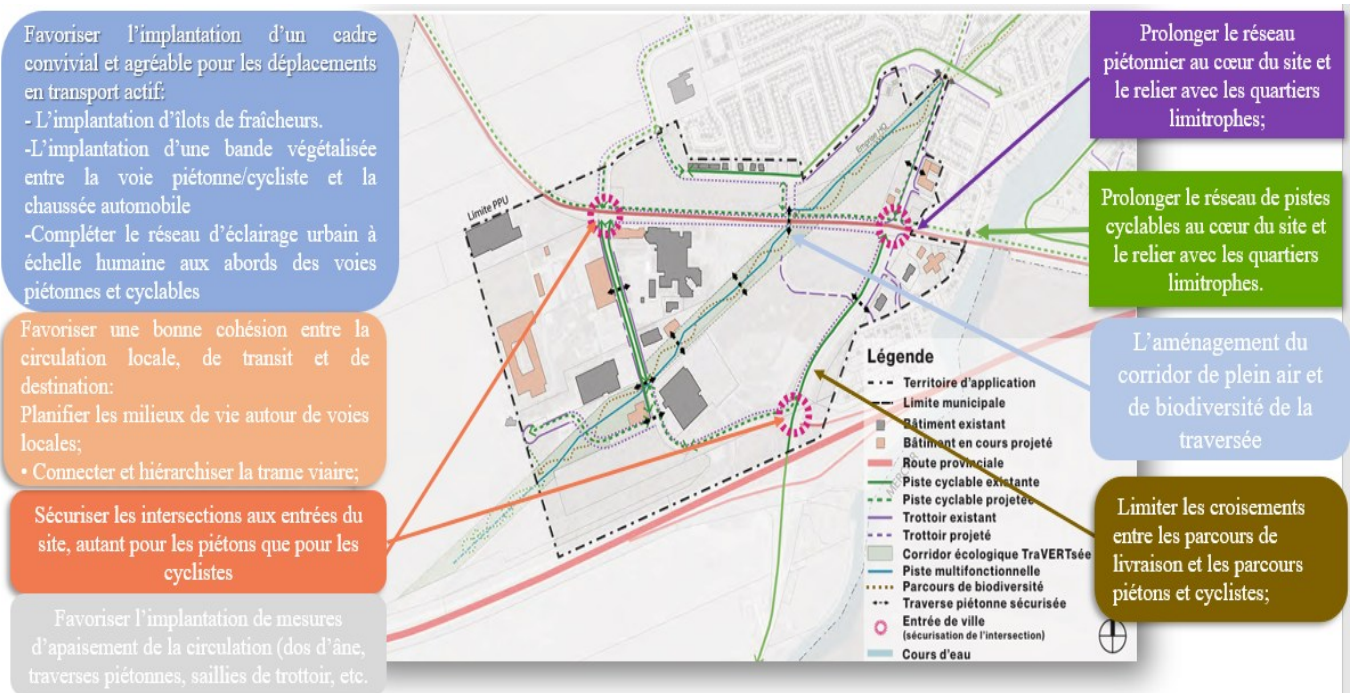 Favoriser l'implantation d'un cadre
convivial et agréable pour les déplacements
en transport actif:
- L'implantation d'îlots de fraîcheurs.
-L'implantation d'une bande végétalisée
entre la voie piétonne/cycliste et la
chaussée automobile
-Compléter le réseau d'éclairage urbain à
échelle humaine aux abords des voies
piétonnes et cyclables
Favoriser une bonne cohésion entre la
circulation locale, de transit et de
destination:
Planifier les milieux de vie autour de voies
locales;
• Connecter et hiérarchiser la trame viaire;
Sécuriser les intersections aux entrées du
site, autant pour les piétons que pour les
cyclistes
Favoriser l'implantation de mesures
d'apaisement de la circulation (dos d'âne,
traverses piétonnes, saillies de trottoir, etc.
Limite PPU
Emprise HQ
MERCIER
Légende
Territoire d'application
Limite municipale
Bâtiment existant
Bâtiment en cours projeté
Route provinciale
Piste cyclable existante
Piste cyclable projetée
Trottoir existant
Trottoir projeté
Corridor écologique TraVERTsée
Piste multifonctionnelle
Parcours de biodiversité
Traverse piétonne sécurisée
Entrée de ville
(sécurisation de l'intersection)
Cours d'eau
Prolonger le réseau
piétonnier au cœur du site et
le relier avec les quartiers
limitrophes;
Prolonger le réseau de pistes
cyclables au cœur du site et
le relier avec les quartiers
limitrophes.
L'aménagement du
corridor de plein air et
de biodiversité de la
traversée
Limiter les croisements
entre les parcours de
livraison et les parcours
piétons et cyclistes;